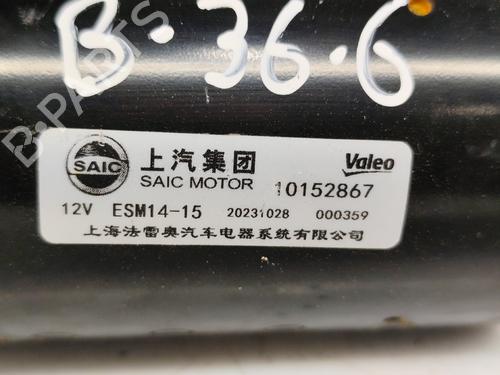 B·36·6
SAIC
上汽集团
SAIC MOTOR
Valeo
10152867
12V ESM14-15 20231028 000359
上海法雷奥汽车电器系统有限公司
B-PARTS